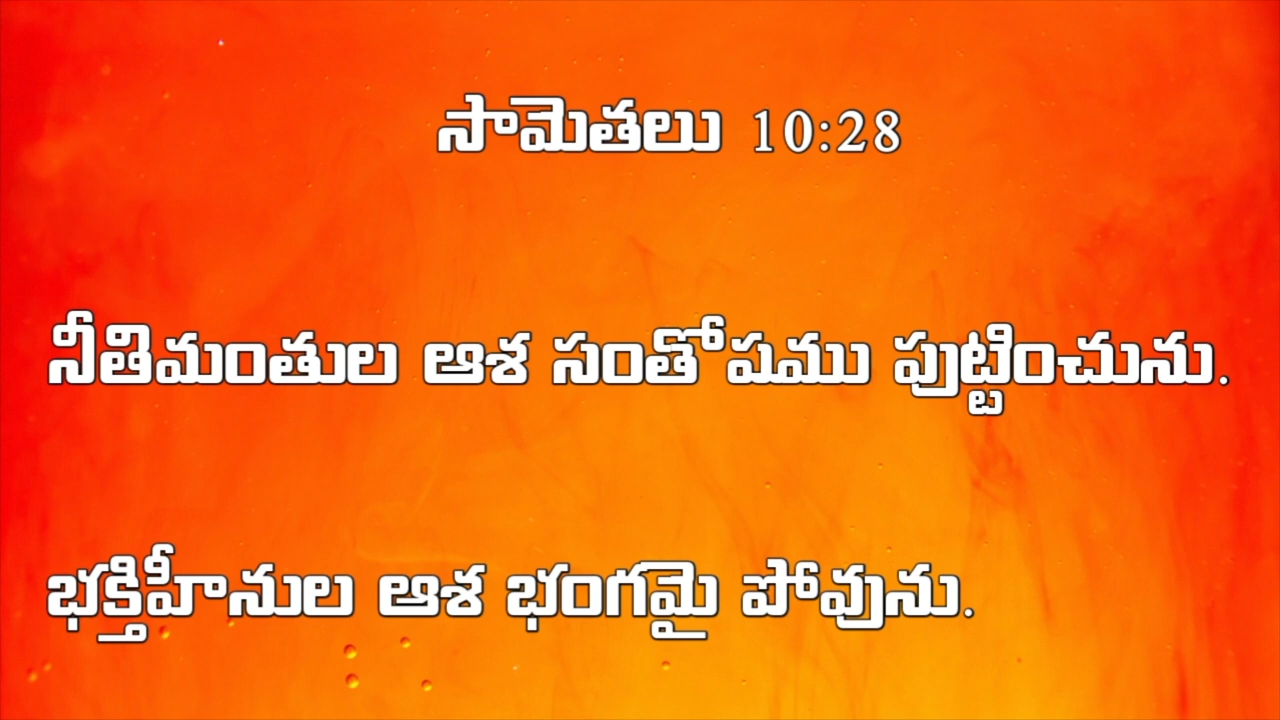 సామెతలు 10:28
నీతిమంతుల ఆశ సంతోషము పుట్టించును.
భక్తిహీనుల ఆశ భంగమై పోవును.